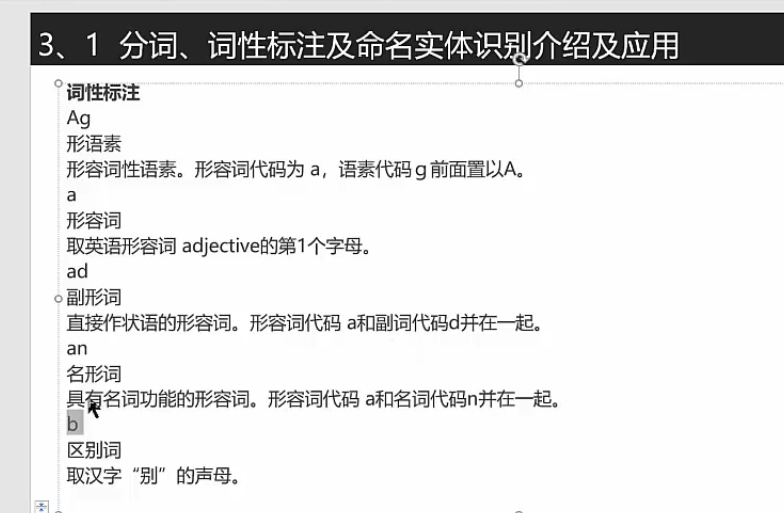 3、1 分词、词性标注及命名实体识别介绍及应用
词性标注
Ag
形语素
形容词性语素。形容词代码为 a，语素代码ｇ前面置以A。
a
形容词
取英语形容词 adjective的第1个字母。
ad
副形词
直接作状语的形容词。形容词代码 a和副词代码d并在一起。
an
名形词
具有名词功能的形容词。形容词代码 a和名词代码n并在一起。
b
区别词
取汉字“别”的声母。